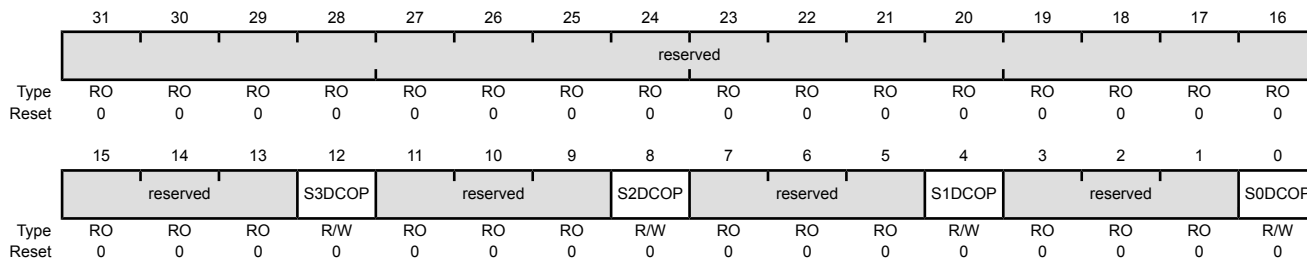 31 30 29 28 27 26 25 24 23 22 21 20 19 18 17 16
reserved
Type RO RO RO RO RO RO RO RO RO RO RO RO RO RO RO RO
Reset 0 0 0 0 0 0 0 0 0 0 0 0 0 0 0 0
15 14 13 12 11 10 9 8 7 6 5 4 3 2 1 0
reserved S3DCOP reserved S2DCOP reserved S1DCOP reserved S0DCOP
Type RO RO RO R/W RO RO RO R/W RO RO RO R/W RO RO RO R/W
Reset 0 0 0 0 0 0 0 0 0 0 0 0 0 0 0 0